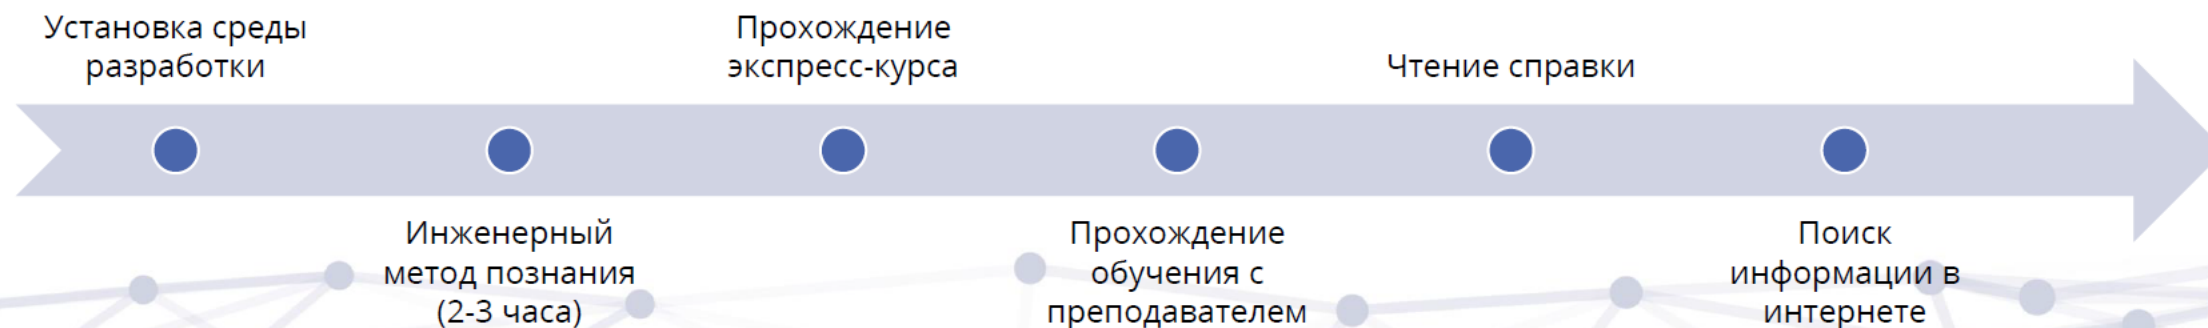 Установка среды
разработки
Инженерный
метод познания
(2-3 часа)
Прохождение
экспресс-курса
Прохождение
обучения с
преподавателем
Чтение справки
Поиск
информации в
интернете